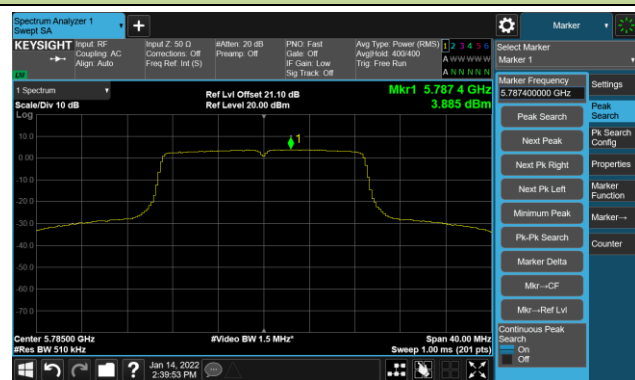 Spectrum Analyzer 1
Swept SA
+
Marker
KEYSIGHT
Input: RF
Coupling: AC
Align: Auto
Input Z: 50 Ω
Corrections: Off
Freq Ref: Int (S)
#Atten: 20 dB
Preamp: Off
PNO: Fast
Gate: Off
IF Gain: Low
Sig Track: Off
Avg Type: Power (RMS)
Avg|Hold: 400/400
Trig: Free Run
1 2 3 4 5 6
A W W W W W
A N N N N N
Select Marker
Marker 1
1 Spectrum
Scale/Div 10 dB
Log
Ref Lvl Offset 21.10 dB
Ref Level 20.00 dBm
Mkr1 5.787 4 GHz
3.885 dBm
10.0
0.00
-10.0
-20.0
-30.0
-40.0
-50.0
-60.0
-70.0
1
Center 5.78500 GHz
#Res BW 510 kHz
#Video BW 1.5 MHz*
Span 40.00 MHz
Sweep 1.00 ms (201 pts)
Marker Frequency
5.787400000 GHz
Peak Search
Next Peak
Next Pk Right
Next Pk Left
Minimum Peak
Pk-Pk Search
Marker Delta
Mkr→CF
Mkr→Ref Lvl
Continuous Peak
Search
On
Off
Settings
Peak
Search
Pk Search
Config
Properties
Marker
Function
Marker→
Counter
?
Jan 14, 2022
2:39:53 PM